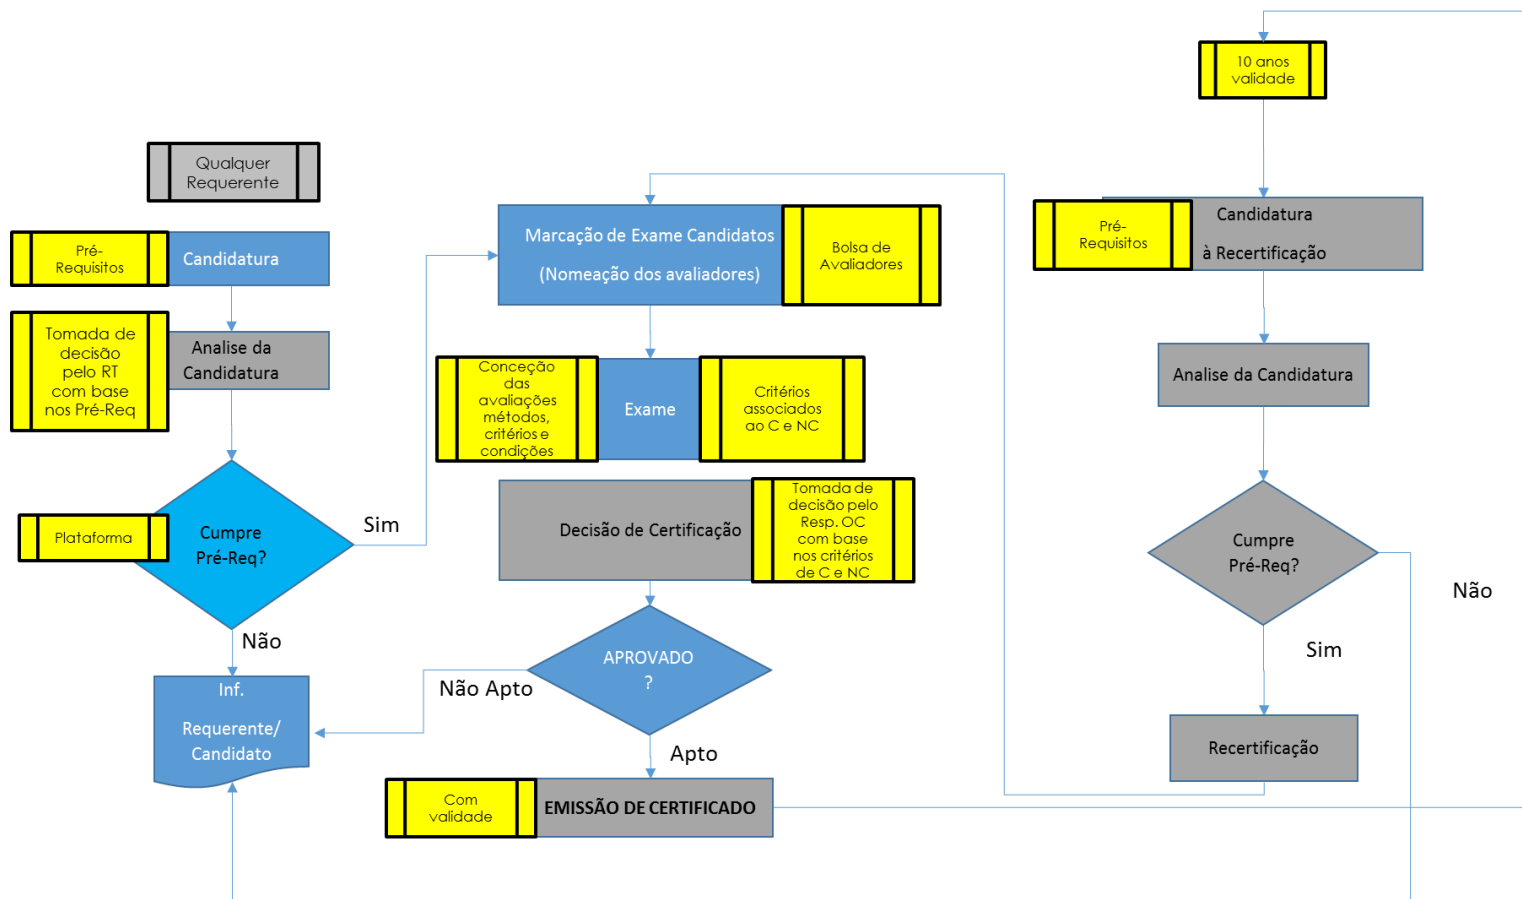 Qualquer
Requerente
Pré-
Requisitos
Candidatura
Tomada de
decisão
pelo RT
com base
nos Pré-Req
Analise da
Candidatura
Plataforma
Cumpre
Pré-Req?
Sim
Não
Inf.
Requerente/
Candidato
Marcação de Exame Candidatos
(Nomeação dos avaliadores)
Bolsa de
Avaliadores
Conceção
das
avaliações
métodos,
critérios e
condições
Exame
Critérios
associados
ao C e NC
Decisão de Certificação
Tomada de
decisão pelo
Resp. OC
com base
nos critérios
de C e NC
APROVADO
?
Não Apto
Apto
Com
validade
EMISSÃO DE CERTIFICADO
10 anos
validade
Pré-
Requisitos
Candidatura
à Recertificação
Analise da Candidatura
Cumpre
Pré-Req?
Não
Sim
Recertificação